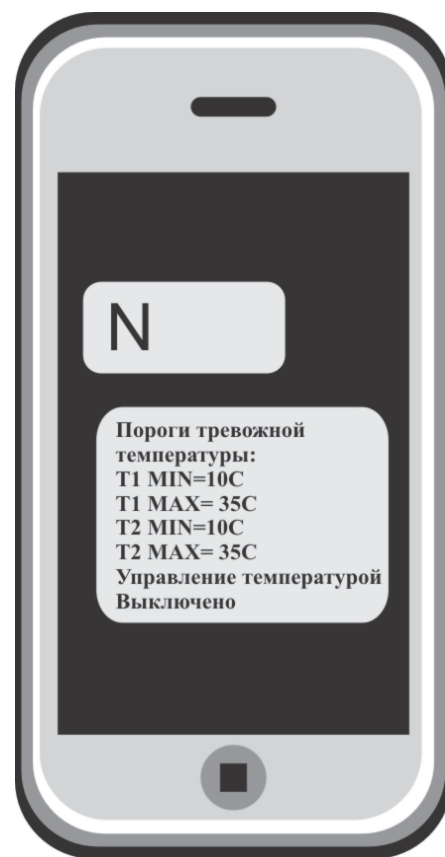 N
Пороги тревожной
температуры:
T1 MIN=10C
T1 MAX= 35C
T2 MIN=10C
T2 MAX= 35C
Управление температурой
Выключено